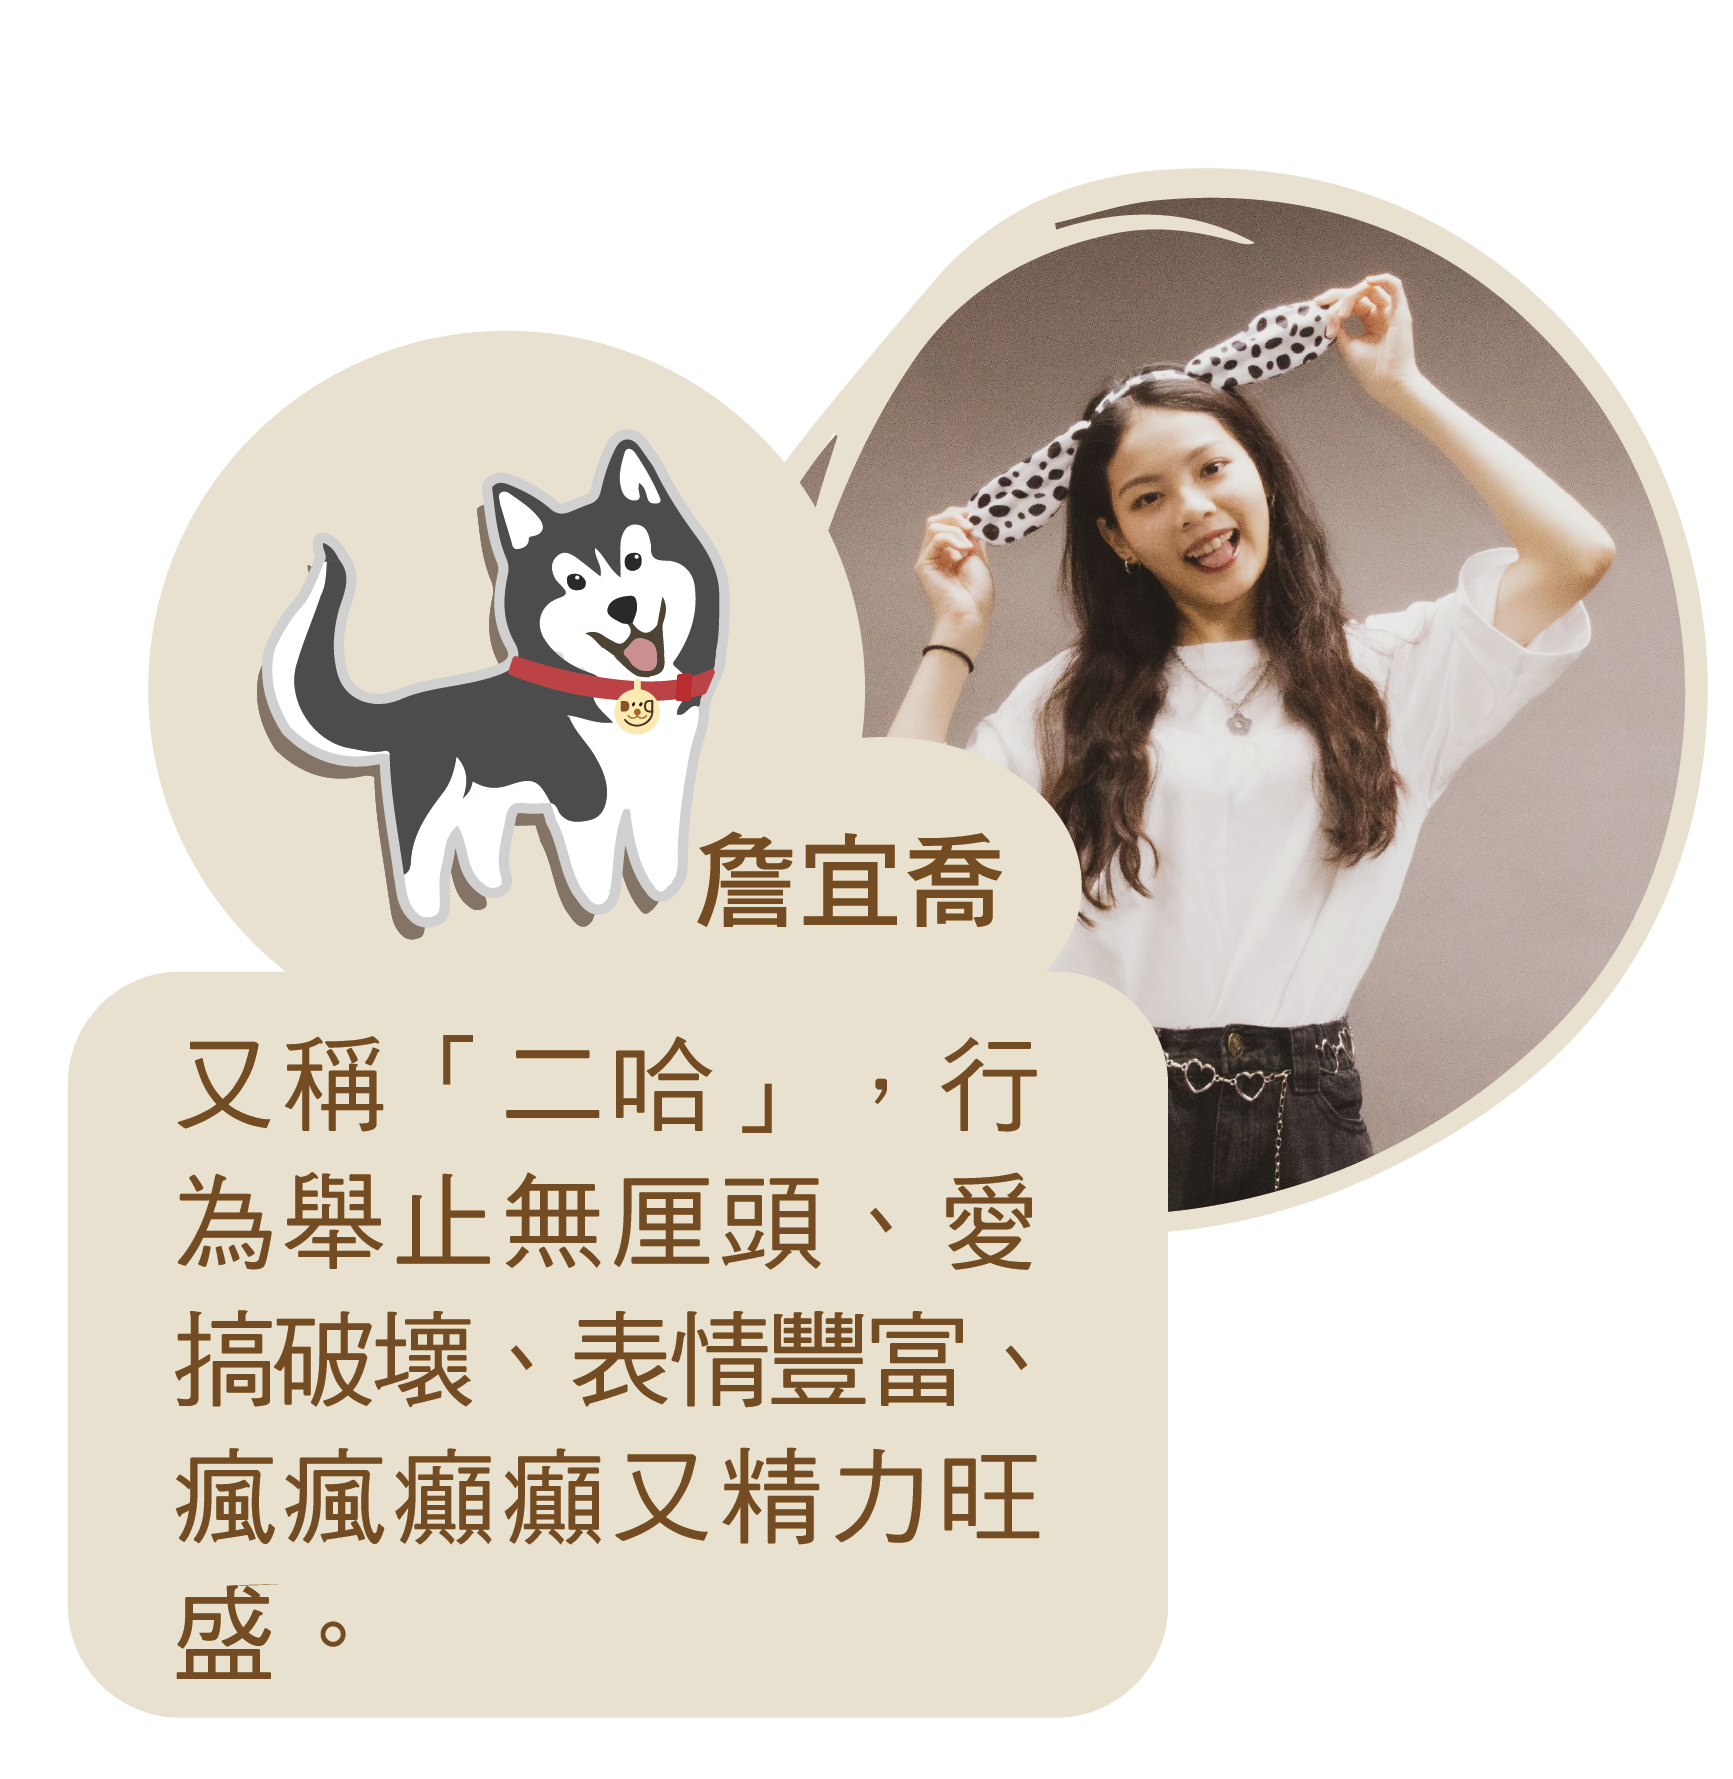 詹宜喬
又稱「二哈」，行
為舉止無厘頭、愛
搞破壞、表情豐富、
瘋瘋癲癲又精力旺
盛。